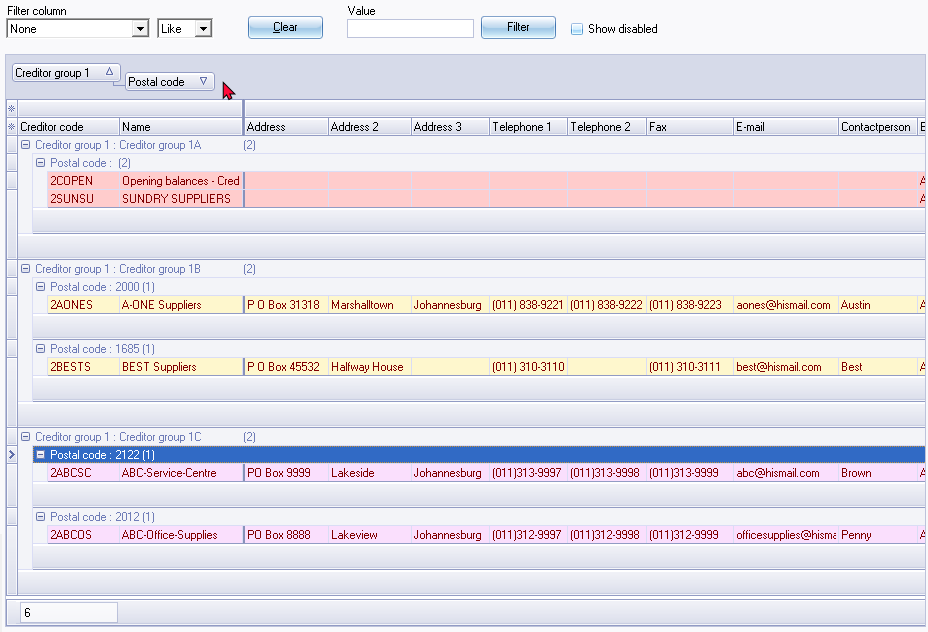 Filter column Value
None Like Clear Filter Show disabled
Creditor group 1
Postal code
Creditor code Name Address Address 2 Address 3 Telephone 1 Telephone 2 Fax E-mail Contactperson
Creditor group 1 : Creditor group 1A (2)
Postal code : (2)
2COPEN Opening balances - Cred
2SUNSU SUNDRY SUPPLIERS
Creditor group 1 : Creditor group 1B (2)
Postal code : 2000 (1)
2AONES A-ONE Suppliers P O Box 31318 Marshalltown Johannesburg (011) 838-9221 (011) 838-9222 (011) 838-9223 aones@hismail.com Austin
Postal code : 1685 (1)
2BESTS BEST Suppliers P O Box 45532 Halfway House (011) 310-3110 (011) 310-3111 best@hismail.com Best
Creditor group 1 : Creditor group 1C (2)
Postal code : 2122 (1)
2ABCSC ABC-Service-Centre PO Box 9999 Lakeside Johannesburg (011)313-9997 (011)313-9998 (011)313-9999 abc@hismail.com Brown
Postal code : 2012 (1)
2ABCOS ABC-Office-Supplies PO Box 8888 Lakeview Johannesburg (011)312-9997 (011)312-9998 (011)312-9999 officesupplies@hisma Penny
6